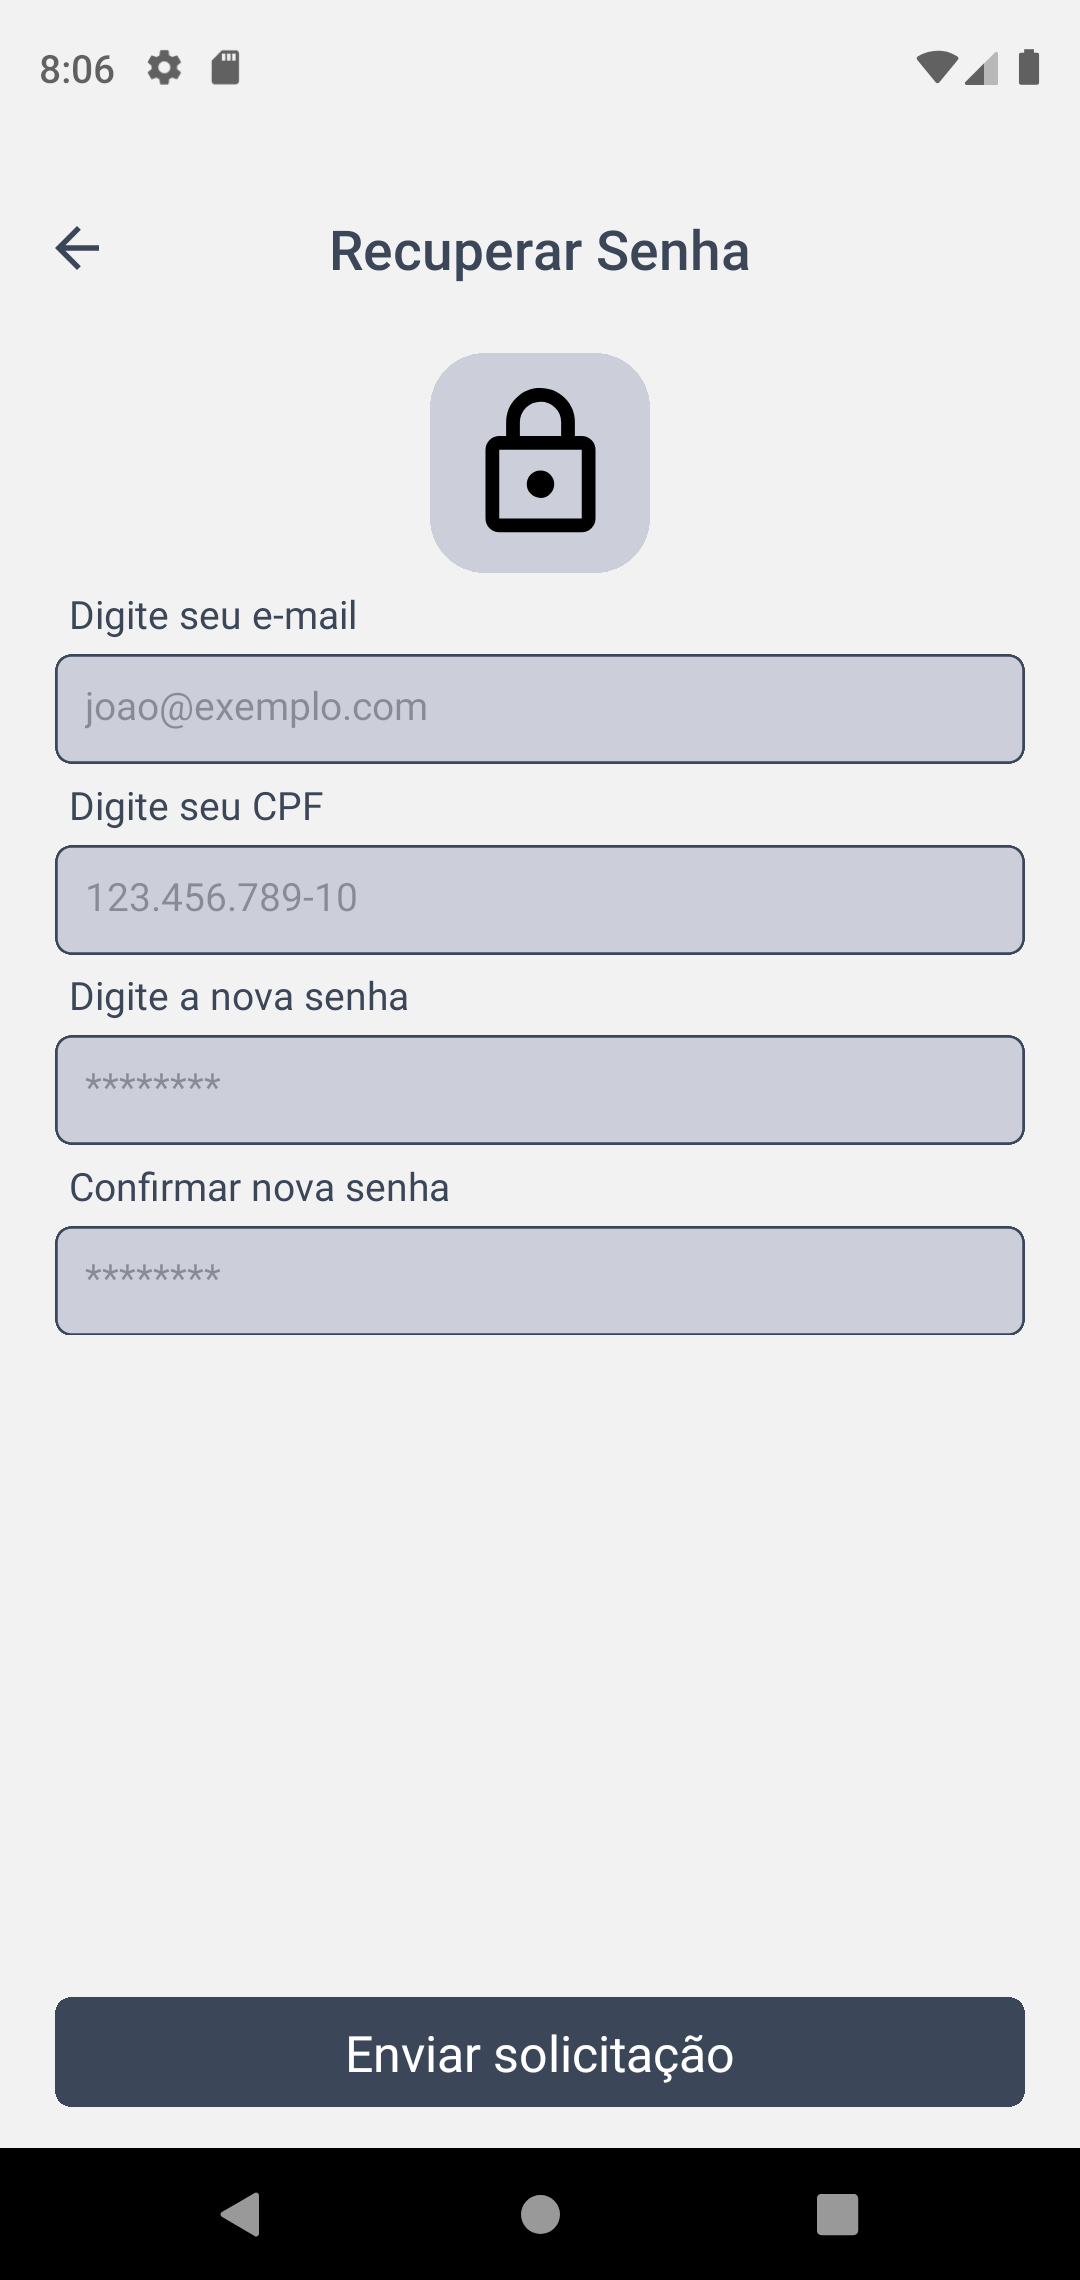 8:06
Recuperar Senha
Digite seu e-mail
joao@exemplo.com
Digite seu CPF
123.456.789-10
Digite a nova senha
********
Confirmar nova senha
********
Enviar solicitação